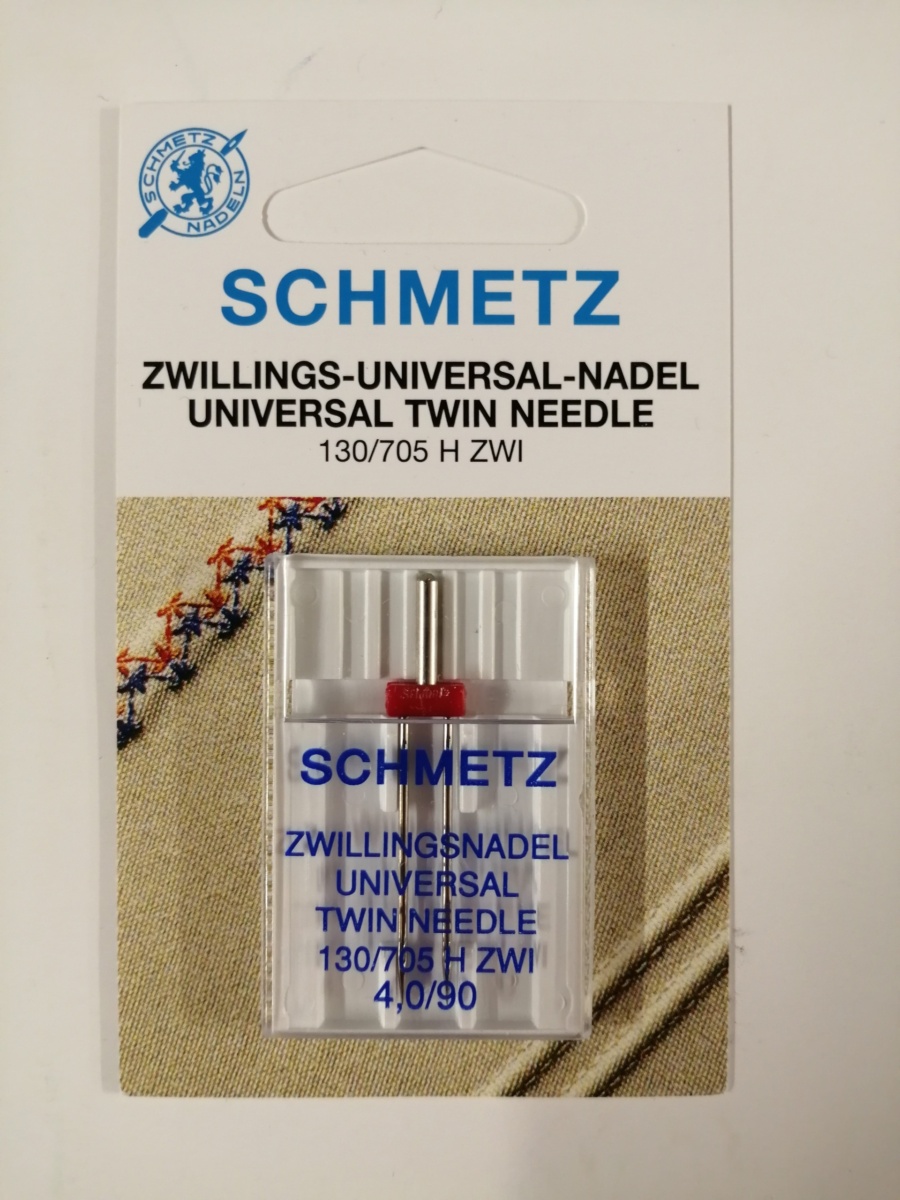 SCHMETZ
NADELN
SCHMETZ
ZWILLINGS-UNIVERSAL-NADEL
UNIVERSAL TWIN NEEDLE
130/705 H ZWI
SCHMETZ
ZWILLINGSNADEL
UNIVERSAL
TWIN NEEDLE
130/705 H ZWI
4,0/90